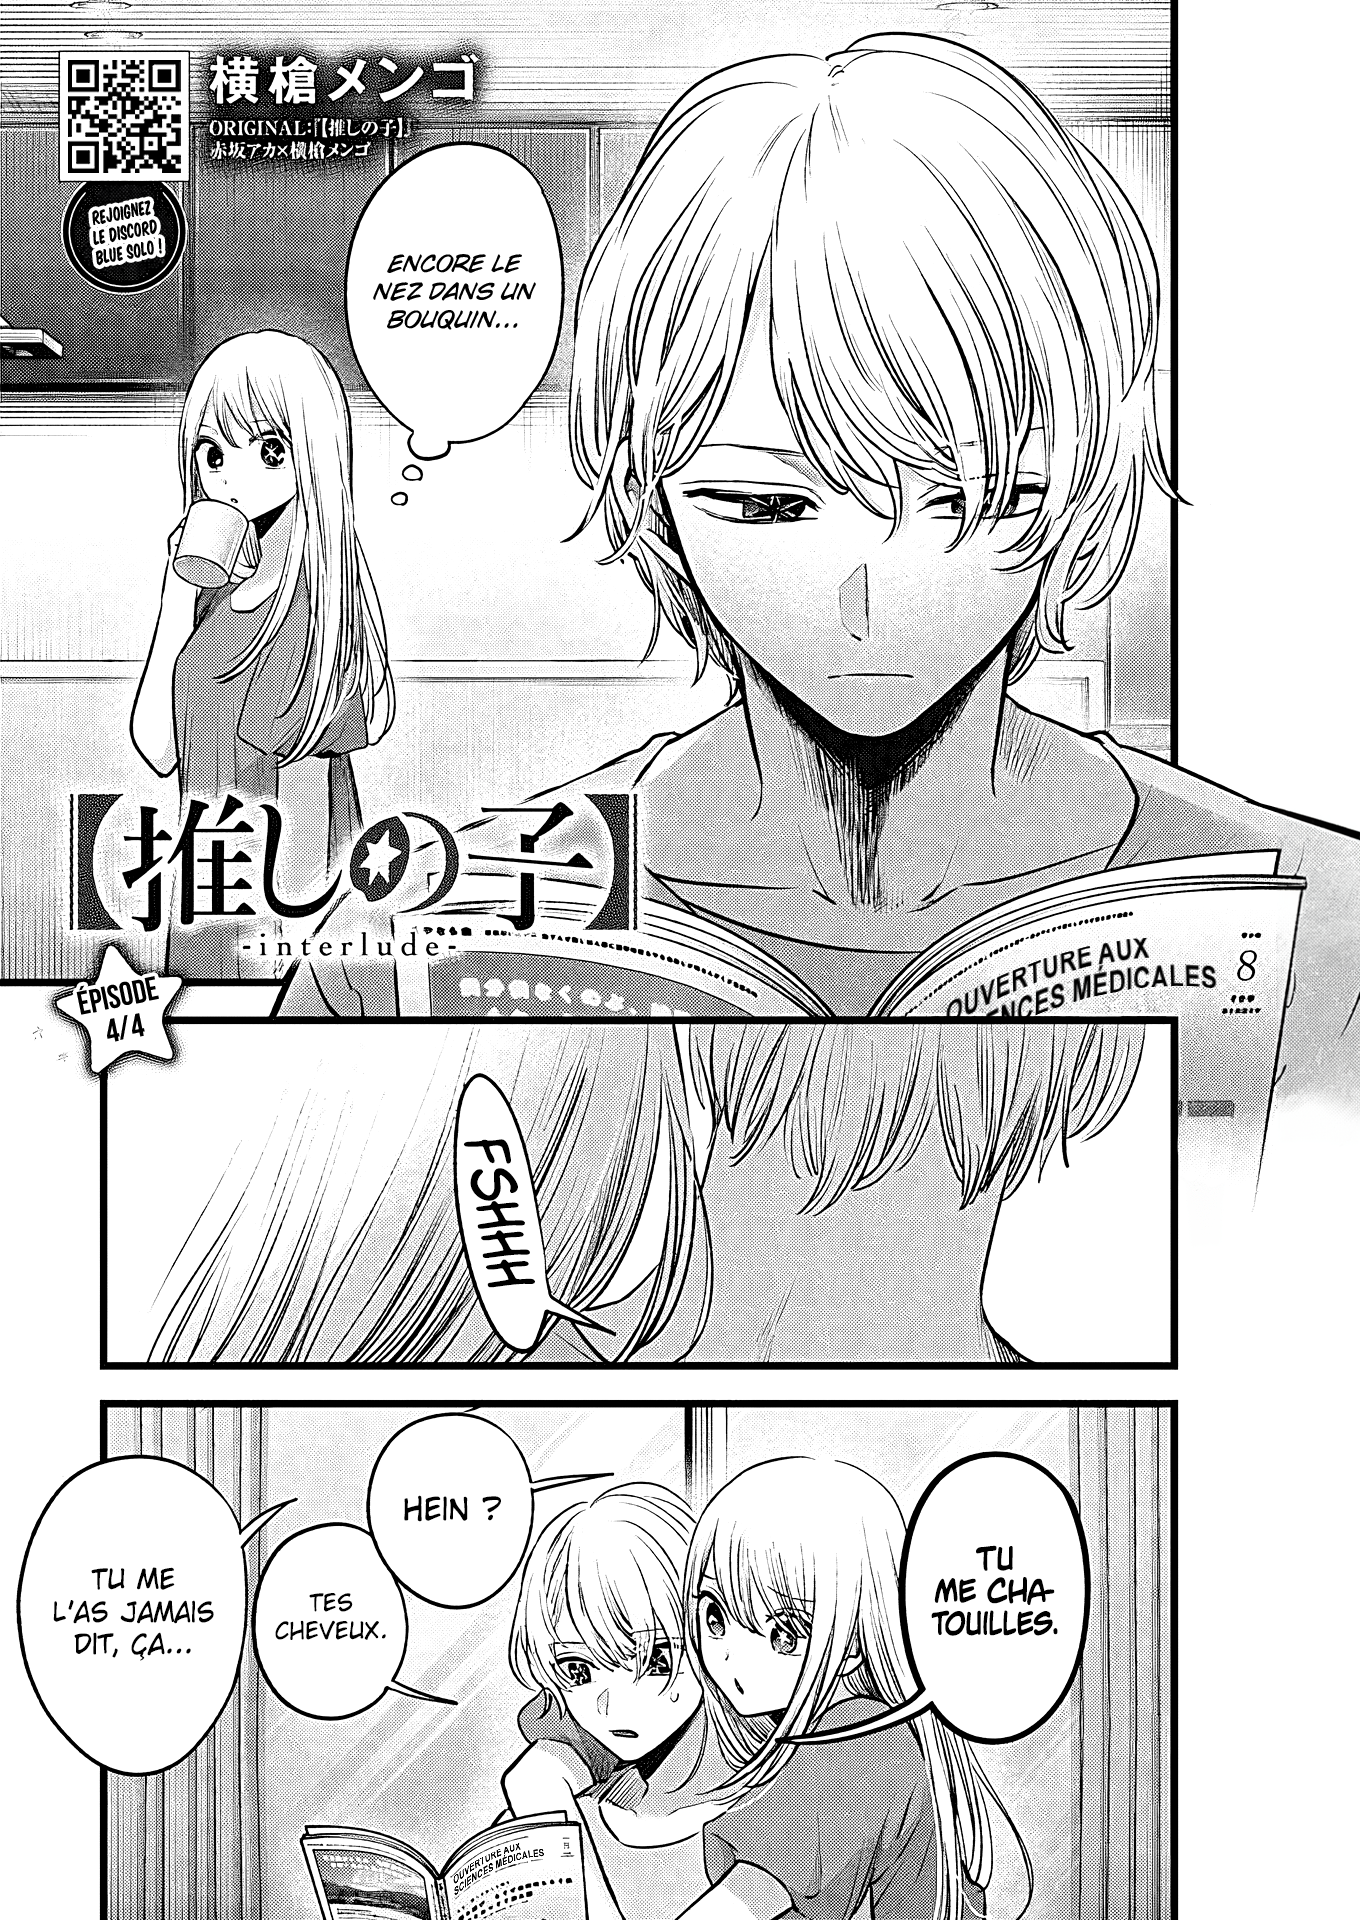 横槍メンゴ
ORIGINAL:『【推しの子】』
赤坂アカ×横槍メンゴ
REJOIGNEZ
LE DISCORD
BLUE SOLO !
ENCORE LE
NEZ DANS UN
BOUQUIN...
【推しの子】
-interlude-
ÉPISODE
4/4
OUVERTURE AUX
SCIENCES MÉDICALES
8
FSHHH
TU
ME CHA-
TOUILLES.
HEIN ?
TES
CHEVEUX.
TU ME
L'AS JAMAIS
DIT, ÇA...
OUVERTURE AUX
SCIENCES MÉDICALES